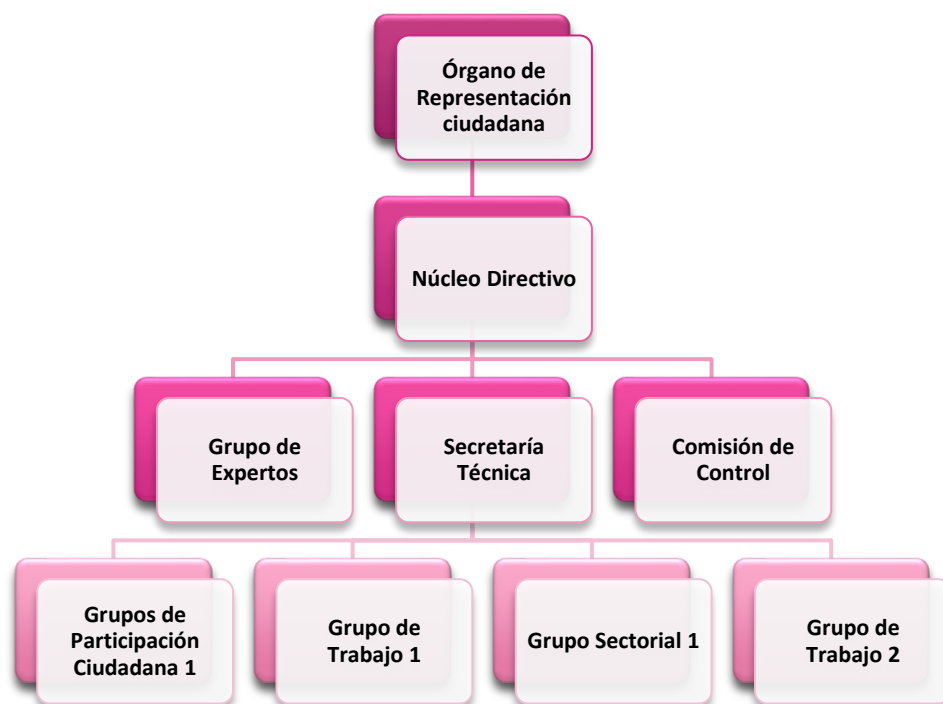 Órgano de
Representación
ciudadana
Núcleo Directivo
Grupo de
Expertos
Secretaría
Técnica
Comisión de
Control
Grupos de
Participación
Ciudadana 1
Grupo de
Trabajo 1
Grupo Sectorial 1
Grupo de
Trabajo 2